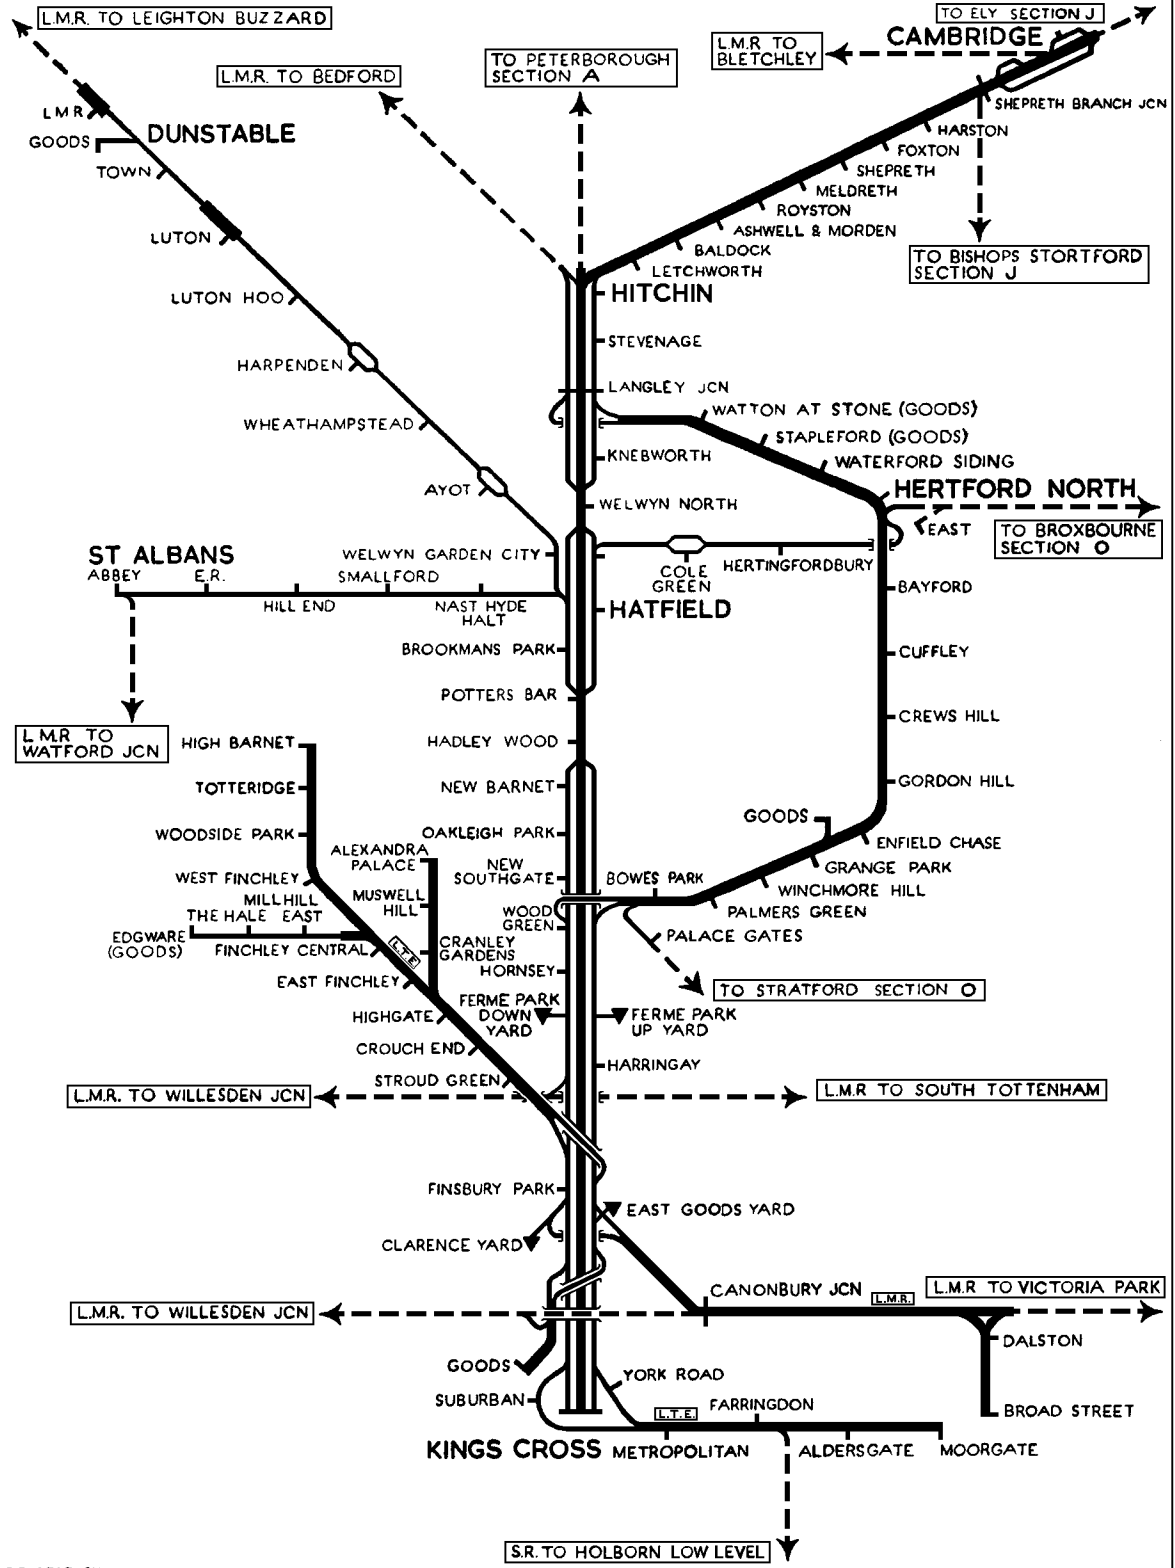 L.M.R. TO LEIGHTON BUZZARD
TO ELY SECTION J
CAMBRIDGE
L.M.R TO
BLETCHLEY
TO PETERBOROUGH
SECTION A
L.M.R. TO BEDFORD
LMR
GOODS
DUNSTABLE
TOWN
LUTON
LUTON HOO
HARPENDEN
WHEATHAMPSTEAD
AYOT
WELWYN GARDEN CITY
SHEPRETH BRANCH JCN
HARSTON
FOXTON
SHEPRETH
MELDRETH
ROYSTON
ASHWELL & MORDEN
BALDOCK
LETCHWORTH
TO BISHOPS STORTFORD
SECTION J
HITCHIN
STEVENAGE
LANGLEY JCN
KNEBWORTH
WELWYN NORTH
WATTON AT STONE (GOODS)
STAPLEFORD (GOODS)
WATERFORD SIDING
HERTFORD NORTH
EAST
TO BROXBOURNE
SECTION O
HERTINGFORDBURY
COLE
GREEN
HATFIELD
ST ALBANS
ABBEY
E.R.
HILL END
SMALLFORD
NAST HYDE
HALT
L.M.R TO
WATFORD JCN
BROOKMANS PARK
POTTERS BAR
HADLEY WOOD
NEW BARNET
OAKLEIGH PARK
NEW
SOUTHGATE
WOOD
GREEN
HORNSEY
FERME PARK
DOWN
YARD
FERME PARK
UP YARD
HARRINGAY
BAYFORD
CUFFLEY
CREWS HILL
GORDON HILL
GOODS
ENFIELD CHASE
GRANGE PARK
WINCHMORE HILL
PALMERS GREEN
BOWES PARK
PALACE GATES
TO STRATFORD SECTION O
HIGH BARNET
TOTTERIDGE
WOODSIDE PARK
WEST FINCHLEY
MILL HILL
THE HALE EAST
EDGWARE
(GOODS)
FINCHLEY CENTRAL
L.T.E
EAST FINCHLEY
ALEXANDRA
PALACE
MUSWELL
HILL
CRANLEY
GARDENS
HIGHGATE
CROUCH END
STROUD GREEN
L.M.R. TO WILLESDEN JCN
L.M.R TO SOUTH TOTTENHAM
FINSBURY PARK
EAST GOODS YARD
CLARENCE YARD
CANONBURY JCN
L.M.R.
L.M.R TO VICTORIA PARK
L.M.R. TO WILLESDEN JCN
DALSTON
BROAD STREET
GOODS
SUBURBAN
YORK ROAD
L.T.E.
FARRINGDON
KINGS CROSS
METROPOLITAN
ALDERSGATE
MOORGATE
S.R. TO HOLBORN LOW LEVEL